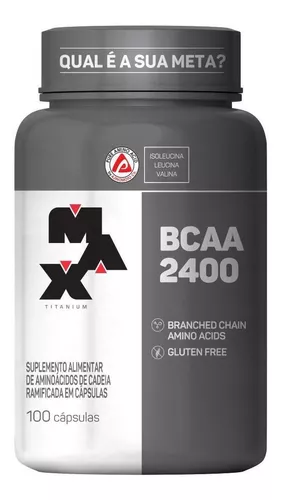 QUAL É A SUA META?
ISOLEUCINA
LEUCINA
VALINA
MAX
TITANIUM
BCAA
2400
BRANCHED CHAIN
AMINO ACIDS
GLUTEN FREE
SUPLEMENTO ALIMENTAR
DE AMINOÁCIDOS DE CADEIA
RAMIFICADA EM CÁPSULAS
100 cápsulas